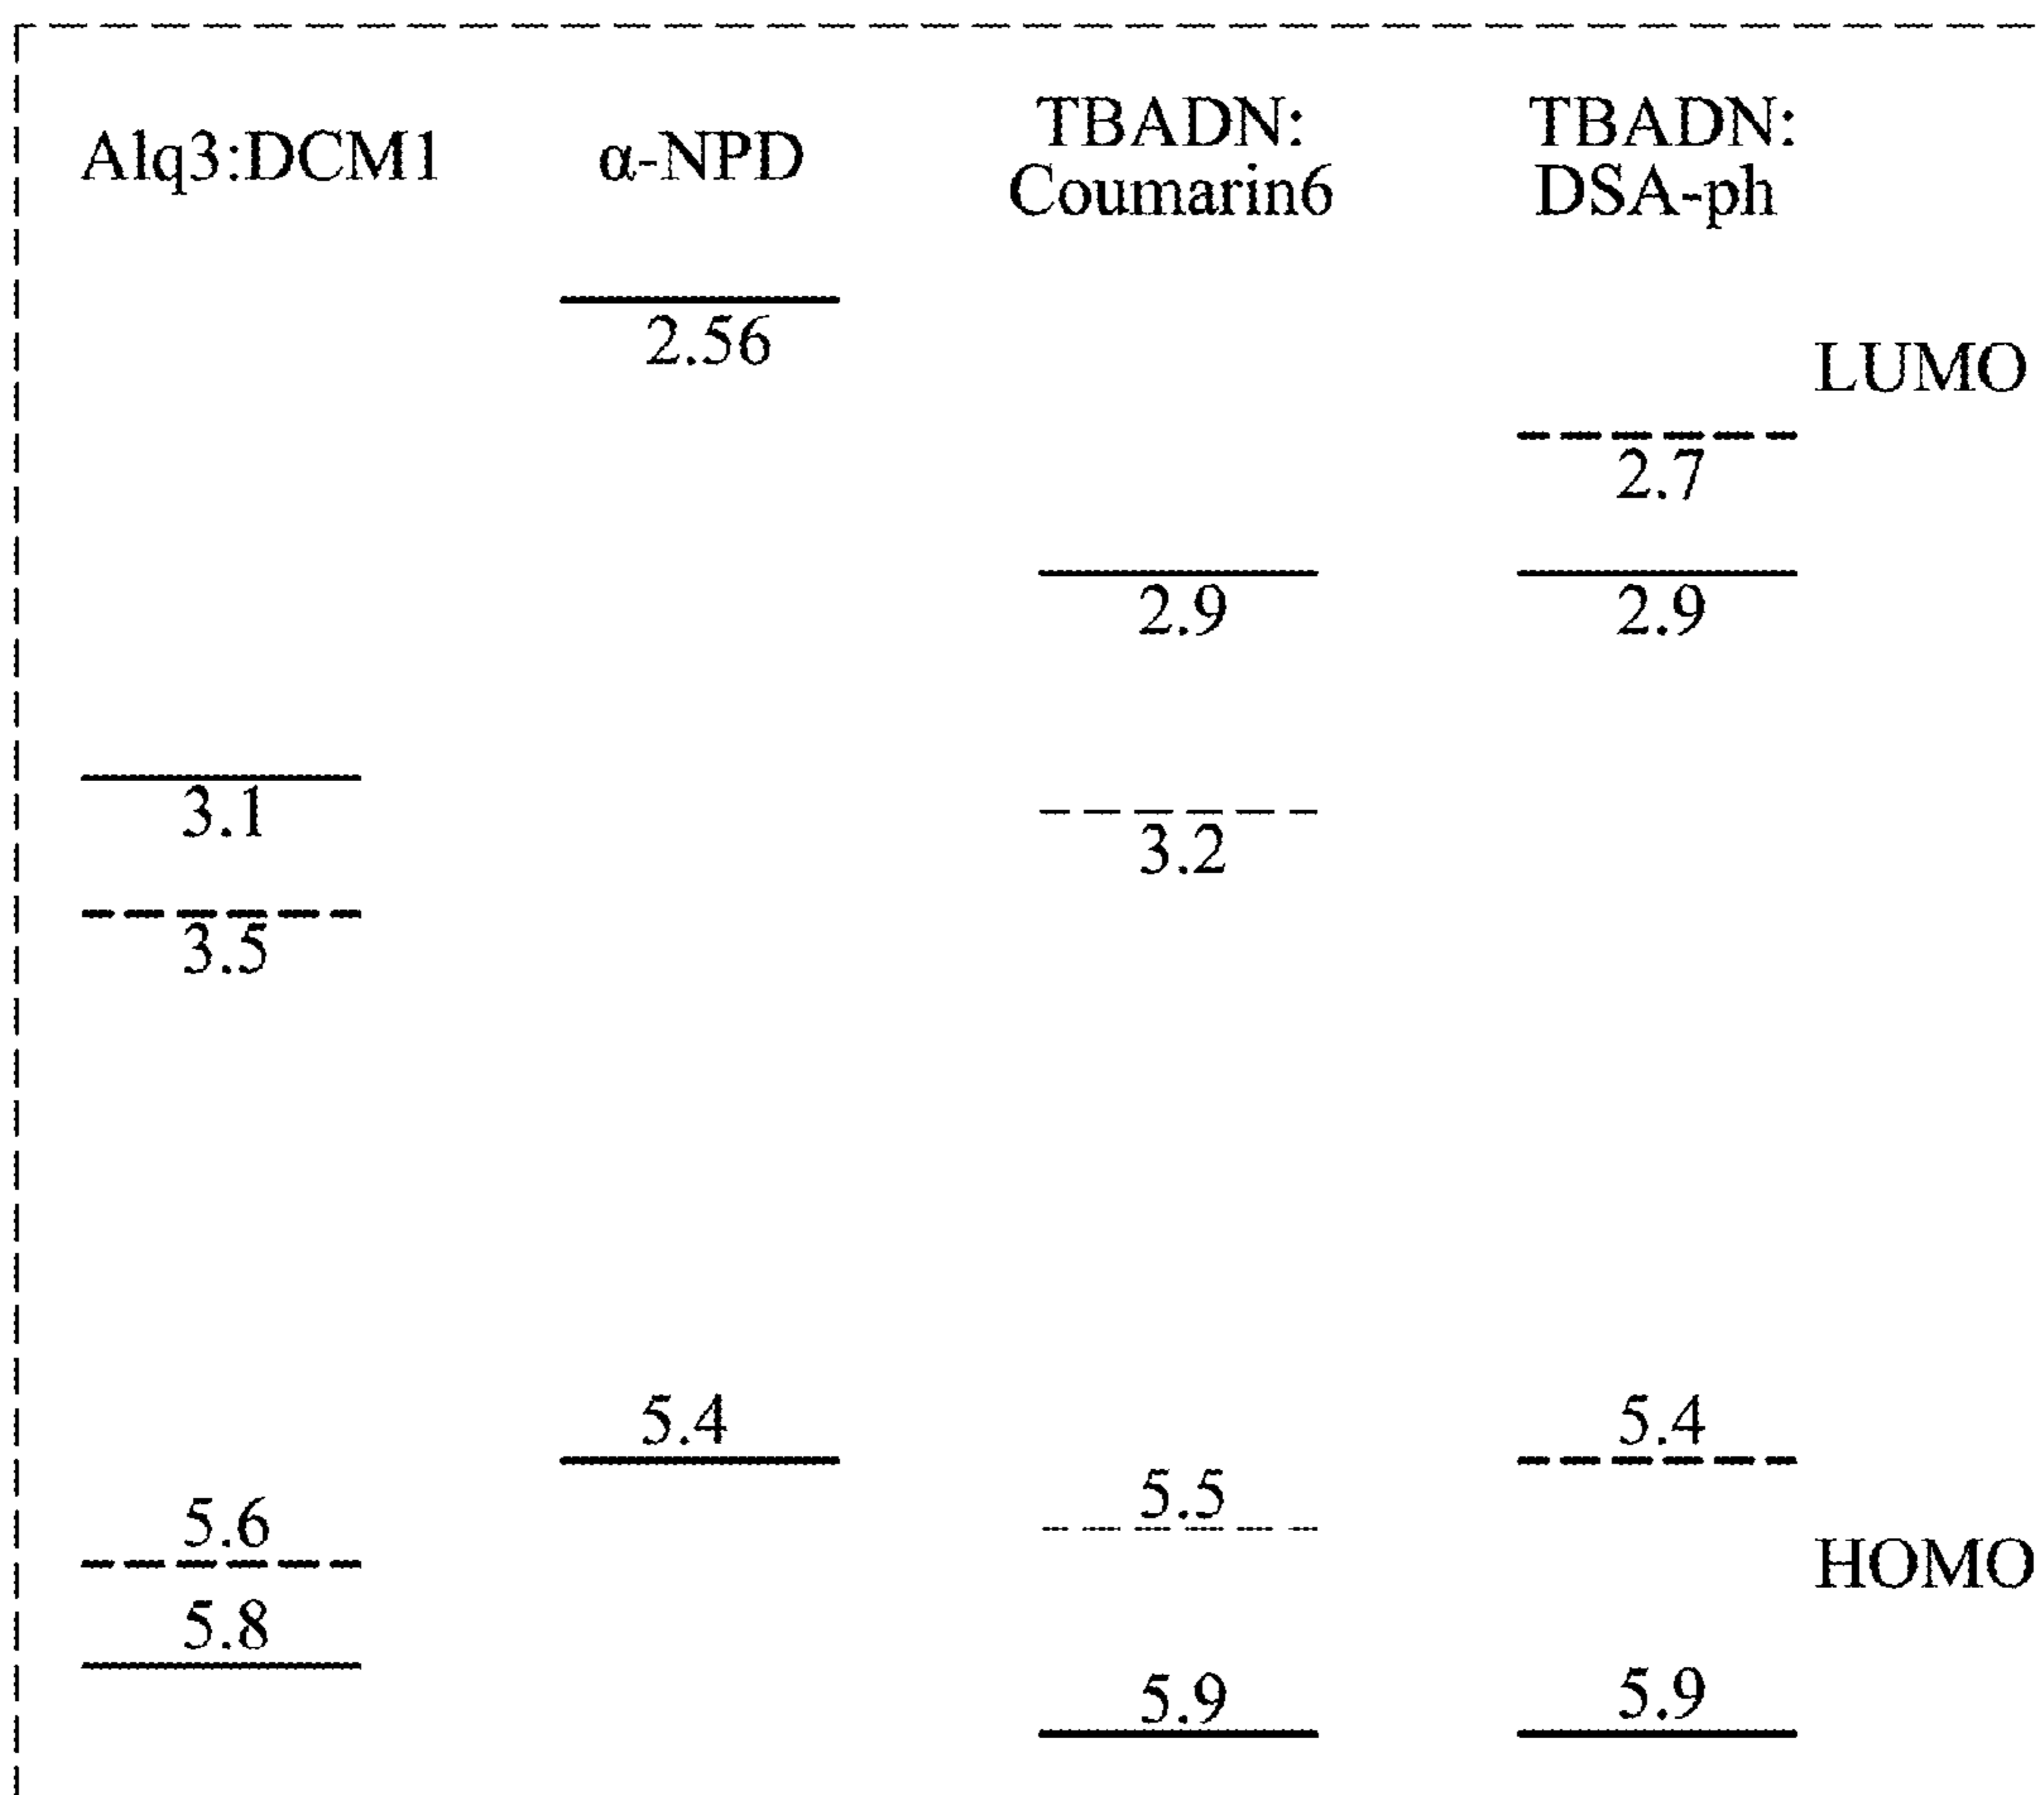 Alq3:DCM1
α-NPD
TBADN:
Coumarin6
TBADN:
DSA-ph
2.56
LUMO
2.7
2.9
2.9
3.1
3.2
3.5
5.4
5.4
5.5
5.6
HOMO
5.8
5.9
5.9